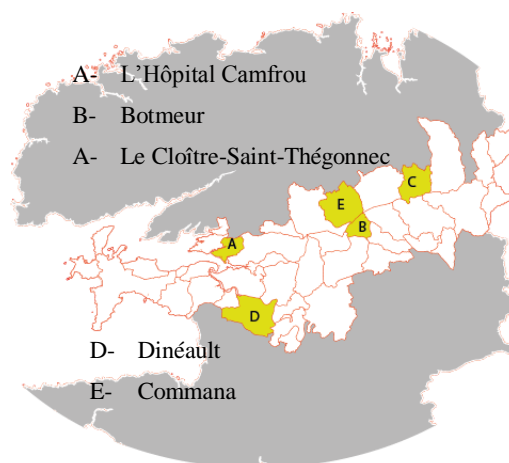 A- L’Hôpital Camfrou
B- Botmeur
A- Le Cloître-Saint-Thégonnec
C
E
B
A
D
D- Dinéault
E- Commana